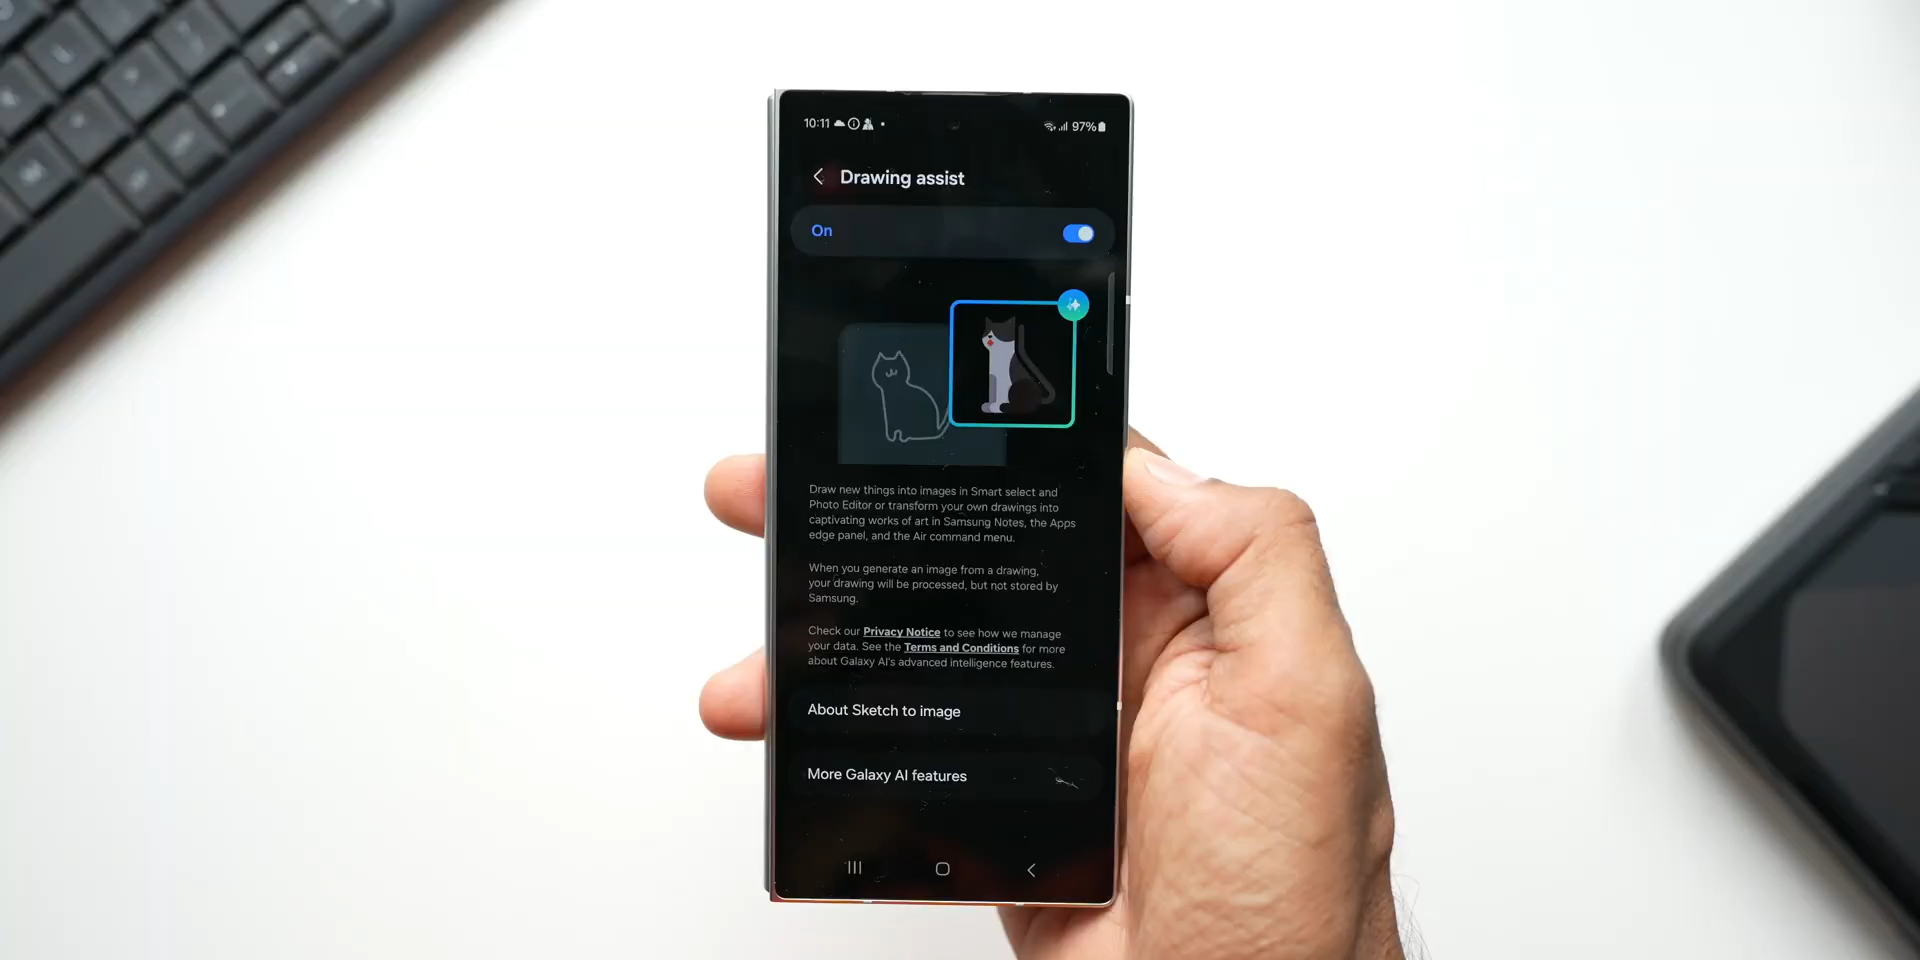 10:11
97%
Drawing assist
On
Draw new things into images in Smart select and
Photo Editor or transform your own drawings into
captivating works of art in Samsung Notes, the Apps
edge panel, and the Air command menu.
When you generate an image from a drawing,
your drawing will be processed, but not stored by
Samsung.
Check our Privacy Notice to see how we manage
your data. See the Terms and Conditions for more
about Galaxy AI's advanced intelligence features.
About Sketch to image
More Galaxy AI features